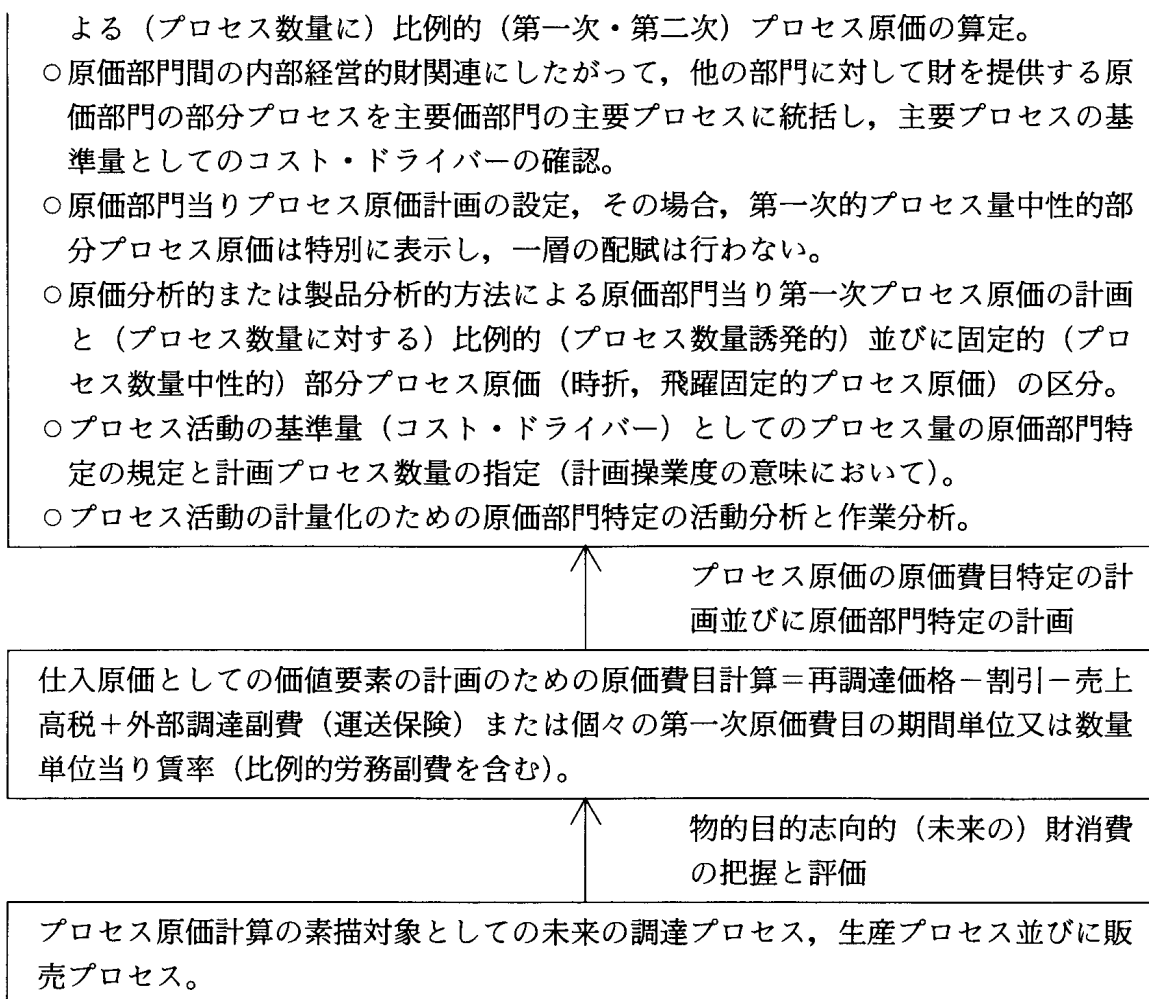 よる（プロセス数量に）比例的（第一次・第二次）プロセス原価の算定。
○原価部門間の内部経営的財関連にしたがって，他の部門に対して財を提供する原
価部門の部分プロセスを主要価部門の主要プロセスに統括し，主要プロセスの基
準量としてのコスト・ドライバーの確認。
○原価部門当りプロセス原価計画の設定，その場合，第一次的プロセス量中性的部
分プロセス原価は特別に表示し，一層の配賦は行わない。
○原価分析的または製品分析的方法による原価部門当り第一次プロセス原価の計画
と（プロセス数量に対する）比例的（プロセス数量誘発的）並びに固定的（プロ
セス数量中性的）部分プロセス原価（時折，飛躍固定的プロセス原価）の区分。
○プロセス活動の基準量（コスト・ドライバー）としてのプロセス量の原価部門特
定の規定と計画プロセス数量の指定（計画操業度の意味において）。
○プロセス活動の計量化のための原価部門特定の活動分析と作業分析。
プロセス原価の原価費目特定の計
画並びに原価部門特定の計画
仕入原価としての価値要素の計画のための原価費目計算＝再調達価格－割引－売上
高税＋外部調達副費（運送保険）または個々の第一次原価費目の期間単位又は数量
単位当り賃率（比例的労務副費を含む）。
物的目的志向的（未来の）財消費
の把握と評価
プロセス原価計算の素描対象としての未来の調達プロセス，生産プロセス並びに販
売プロセス。